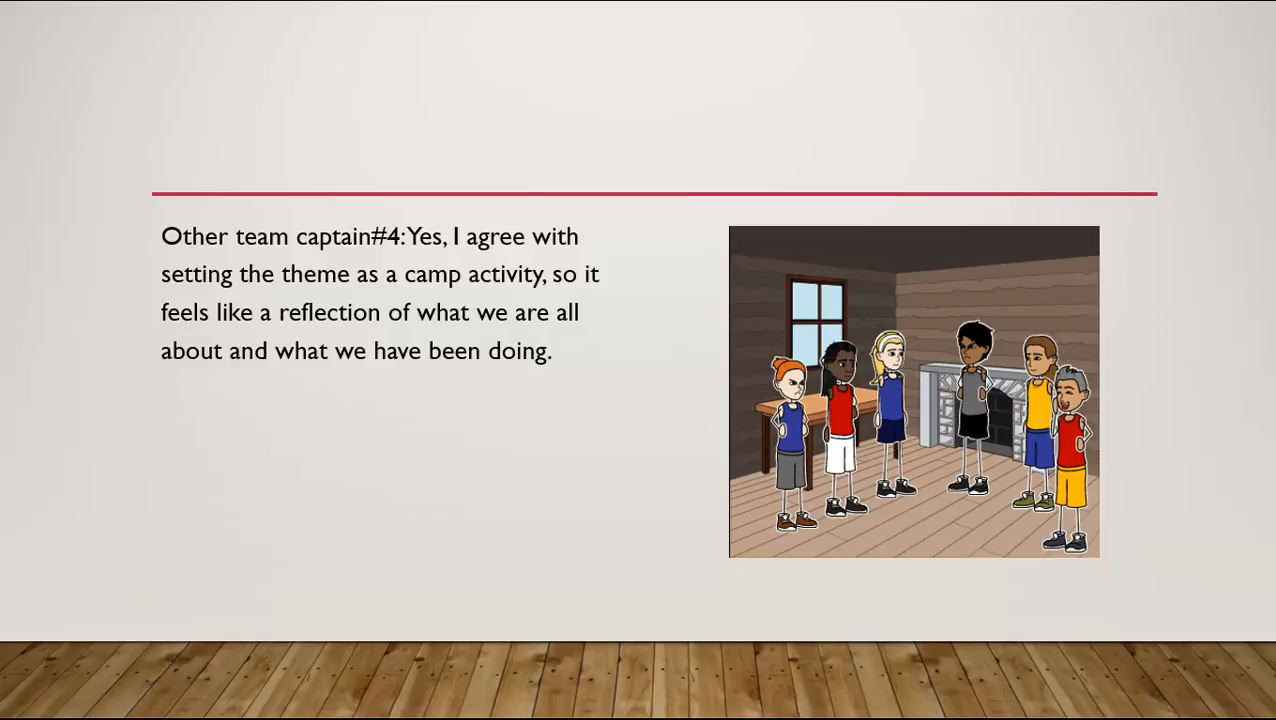 Other team captain#4:Yes, I agree with
setting the theme as a camp activity, so it
feels like a reflection of what we are all
about and what we have been doing.